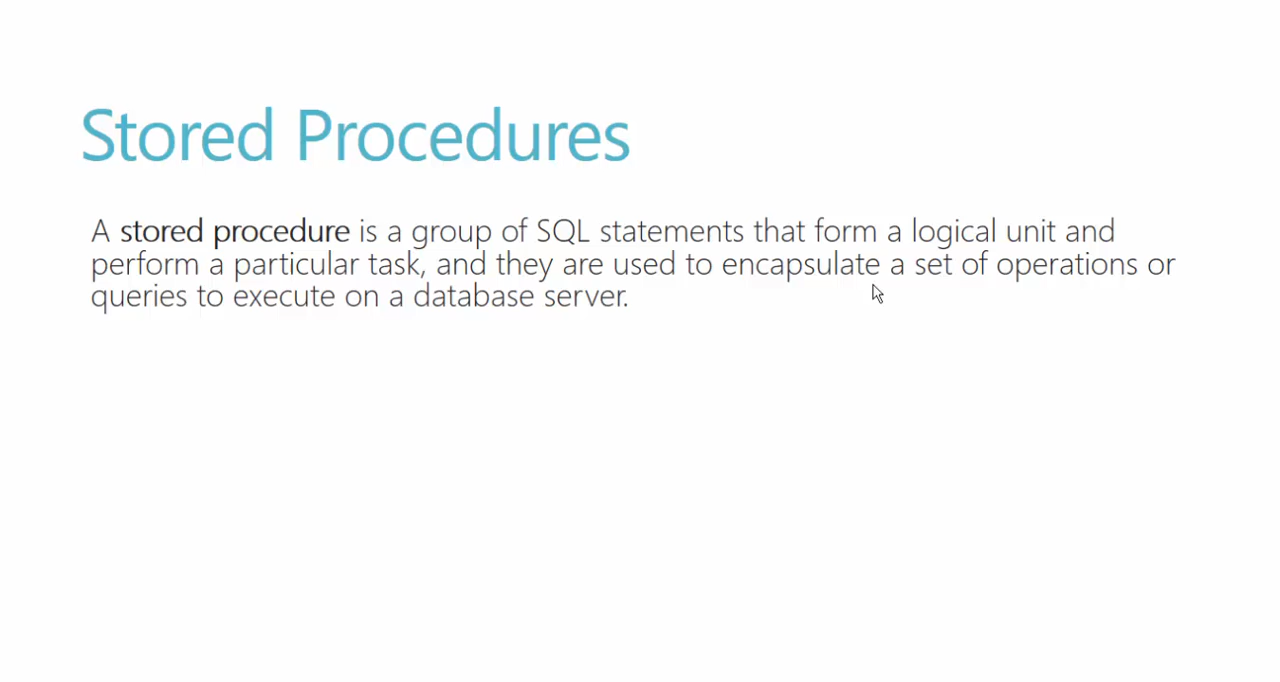 Stored Procedures
A stored procedure is a group of SQL statements that form a logical unit and
perform a particular task, and they are used to encapsulate a set of operations or
queries to execute on a database server.